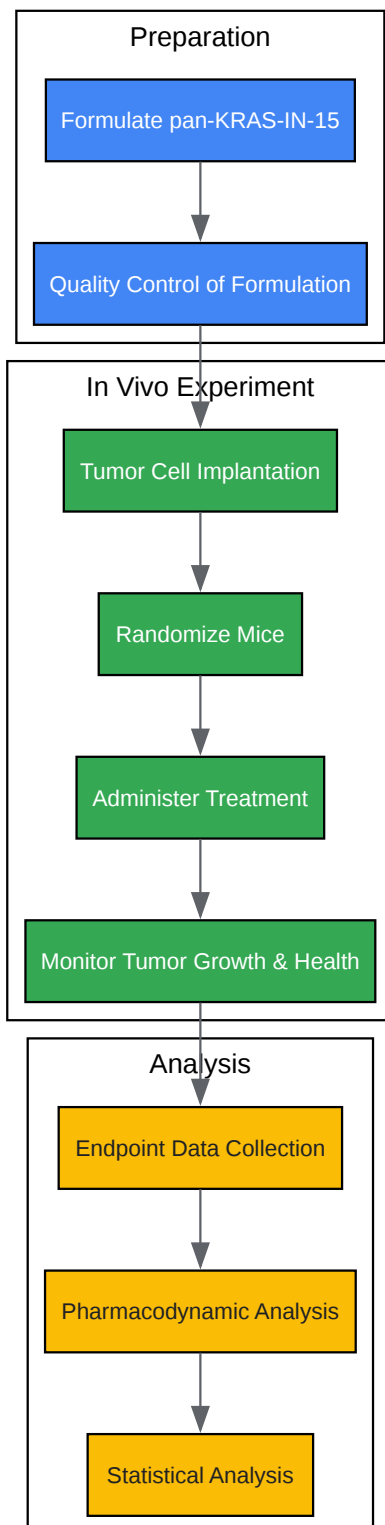 Preparation
Formulate pan-KRAS-IN-15
Quality Control of Formulation
In Vivo Experiment
Tumor Cell Implantation
Randomize Mice
Administer Treatment
Monitor Tumor Growth & Health
Analysis
Endpoint Data Collection
Pharmacodynamic Analysis
Statistical Analysis